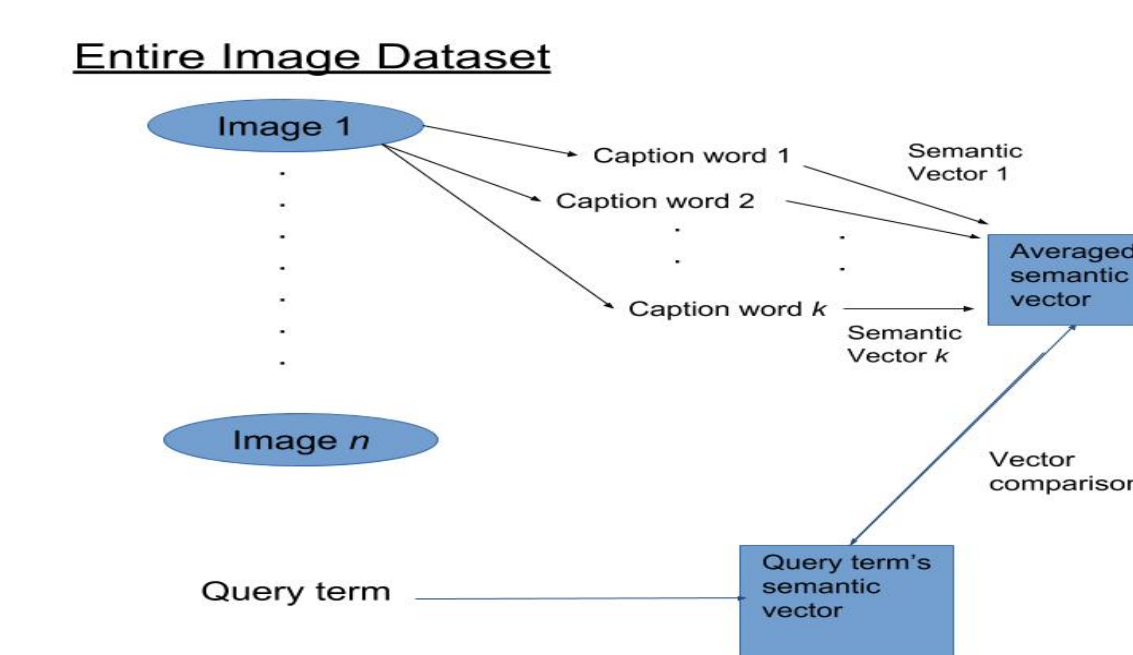 Entire Image Dataset
Image 1
Caption word 1
Semantic
Vector 1
Caption word 2
Averaged
semantic
vector
Caption word k
Semantic
Vector k
Image n
Vector
comparison
Query term's
semantic
vector
Query term